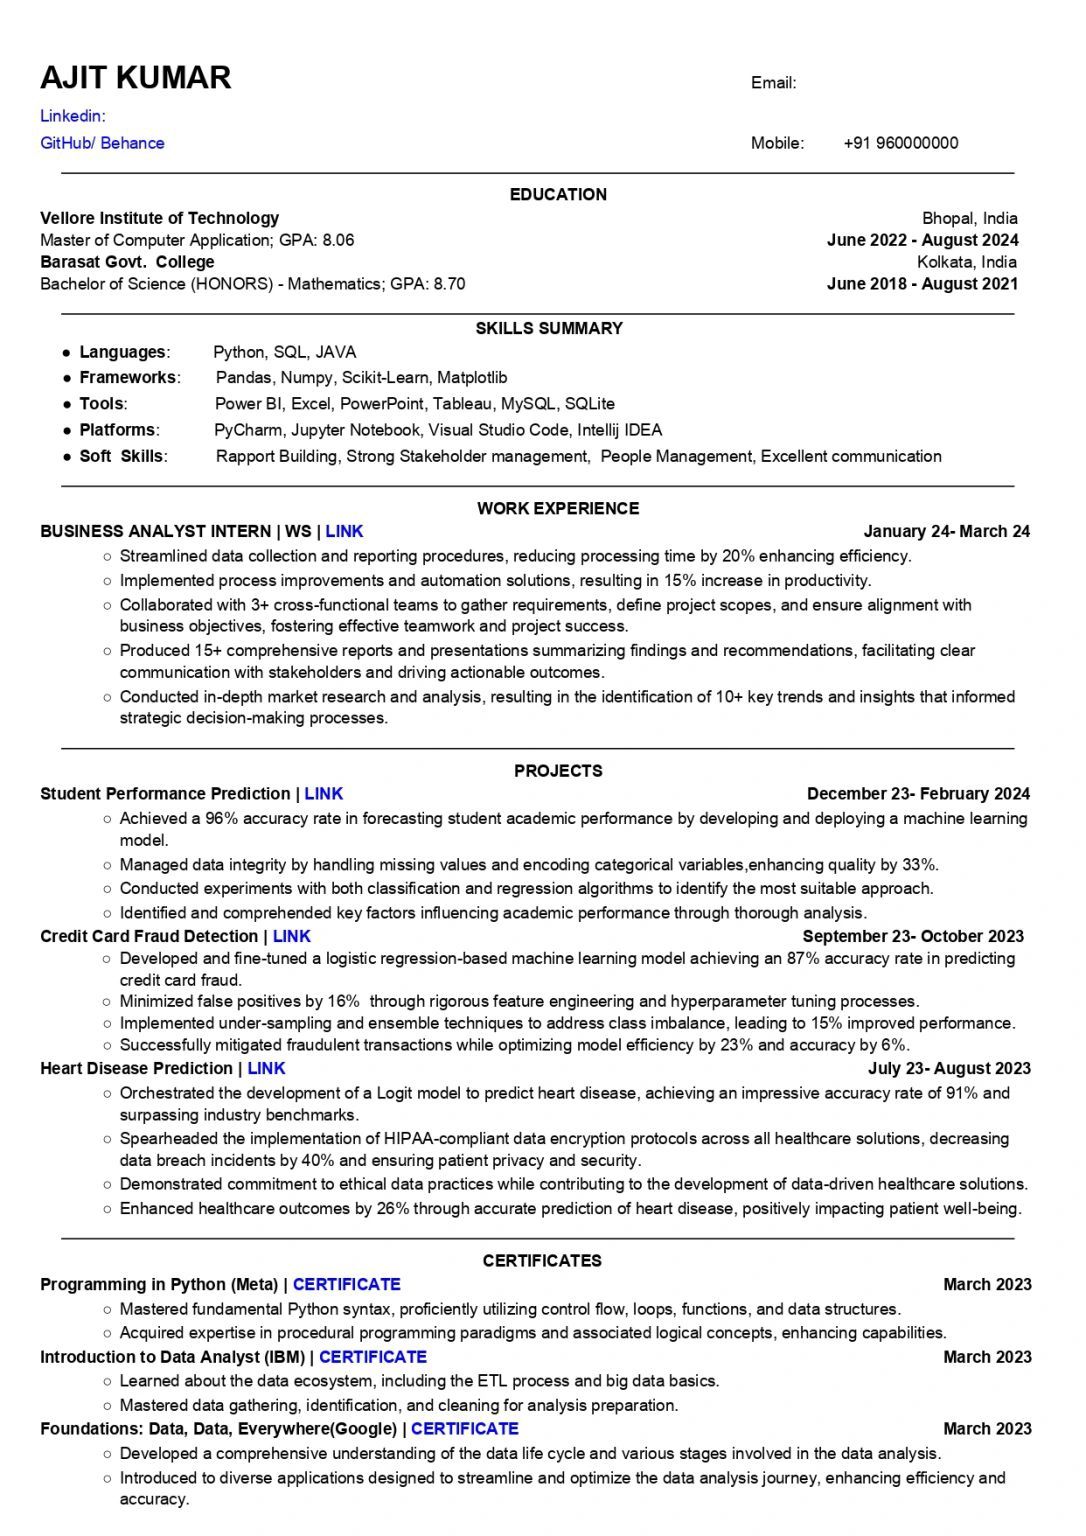 AJIT KUMAR
Email:
Linkedin:
GitHub/ Behance
Mobile: +91 960000000
EDUCATION
Vellore Institute of Technology Bhopal, India
Master of Computer Application; GPA: 8.06 June 2022 - August 2024
Barasat Govt. College Kolkata, India
Bachelor of Science (HONORS) - Mathematics; GPA: 8.70 June 2018 - August 2021
SKILLS SUMMARY
● Languages: Python, SQL, JAVA
● Frameworks: Pandas, Numpy, Scikit-Learn, Matplotlib
● Tools: Power BI, Excel, PowerPoint, Tableau, MySQL, SQLite
● Platforms: PyCharm, Jupyter Notebook, Visual Studio Code, Intellij IDEA
● Soft Skills: Rapport Building, Strong Stakeholder management, People Management, Excellent communication
WORK EXPERIENCE
BUSINESS ANALYST INTERN | WS | LINK January 24- March 24
○ Streamlined data collection and reporting procedures, reducing processing time by 20% enhancing efficiency.
○ Implemented process improvements and automation solutions, resulting in 15% increase in productivity.
○ Collaborated with 3+ cross-functional teams to gather requirements, define project scopes, and ensure alignment with
business objectives, fostering effective teamwork and project success.
○ Produced 15+ comprehensive reports and presentations summarizing findings and recommendations, facilitating clear
communication with stakeholders and driving actionable outcomes.
○ Conducted in-depth market research and analysis, resulting in the identification of 10+ key trends and insights that informed
strategic decision-making processes.
PROJECTS
Student Performance Prediction | LINK December 23- February 2024
○ Achieved a 96% accuracy rate in forecasting student academic performance by developing and deploying a machine learning
model.
○ Managed data integrity by handling missing values and encoding categorical variables,enhancing quality by 33%.
○ Conducted experiments with both classification and regression algorithms to identify the most suitable approach.
○ Identified and comprehended key factors influencing academic performance through thorough analysis.
Credit Card Fraud Detection | LINK September 23- October 2023
○ Developed and fine-tuned a logistic regression-based machine learning model achieving an 87% accuracy rate in predicting
credit card fraud.
○ Minimized false positives by 16% through rigorous feature engineering and hyperparameter tuning processes.
○ Implemented under-sampling and ensemble techniques to address class imbalance, leading to 15% improved performance.
○ Successfully mitigated fraudulent transactions while optimizing model efficiency by 23% and accuracy by 6%.
Heart Disease Prediction | LINK July 23- August 2023
○ Orchestrated the development of a Logit model to predict heart disease, achieving an impressive accuracy rate of 91% and
surpassing industry benchmarks.
○ Spearheaded the implementation of HIPAA-compliant data encryption protocols across all healthcare solutions, decreasing
data breach incidents by 40% and ensuring patient privacy and security.
○ Demonstrated commitment to ethical data practices while contributing to the development of data-driven healthcare solutions.
○ Enhanced healthcare outcomes by 26% through accurate prediction of heart disease, positively impacting patient well-being.
CERTIFICATES
Programming in Python (Meta) | CERTIFICATE March 2023
○ Mastered fundamental Python syntax, proficiently utilizing control flow, loops, functions, and data structures.
○ Acquired expertise in procedural programming paradigms and associated logical concepts, enhancing capabilities.
Introduction to Data Analyst (IBM) | CERTIFICATE March 2023
○ Learned about the data ecosystem, including the ETL process and big data basics.
○ Mastered data gathering, identification, and cleaning for analysis preparation.
Foundations: Data, Data, Everywhere(Google) | CERTIFICATE March 2023
○ Developed a comprehensive understanding of the data life cycle and various stages involved in the data analysis.
○ Introduced to diverse applications designed to streamline and optimize the data analysis journey, enhancing efficiency and
accuracy.